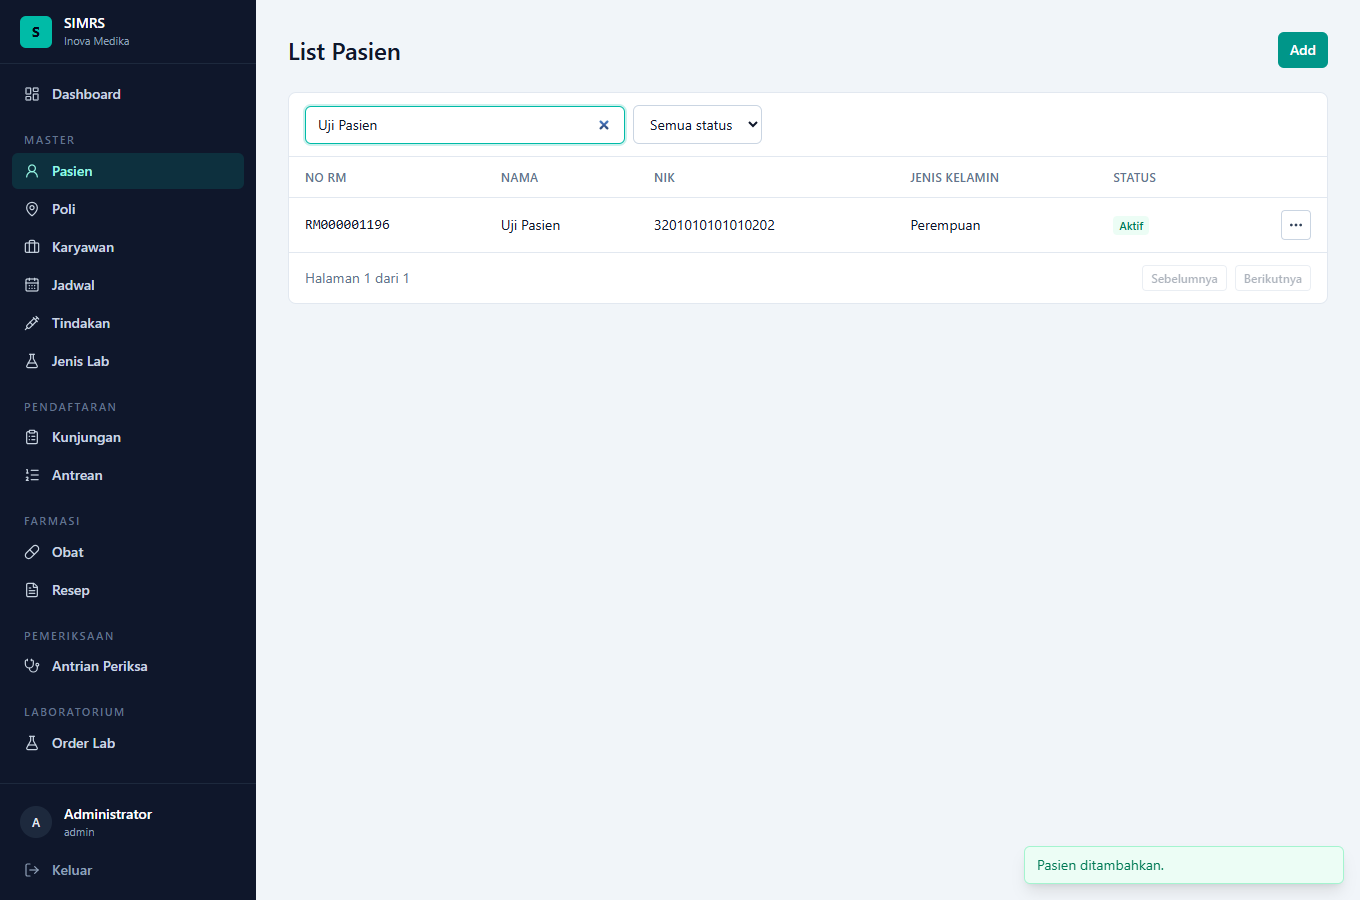 S
SIMRS
Inova Medika
Dashboard
MASTER
Pasien
Poli
Karyawan
Jadwal
Tindakan
Jenis Lab
PENDAFTARAN
Kunjungan
Antrean
FARMASI
Obat
Resep
PEMERIKSAAN
Antrian Periksa
LABORATORIUM
Order Lab
A
Administrator
admin
Keluar
List Pasien
Add
Uji Pasien
Semua status
NO RM NAMA NIK JENIS KELAMIN STATUS
RM000001196 Uji Pasien 3201010101010202 Perempuan Aktif
Halaman 1 dari 1
Sebelumnya Berikutnya
Pasien ditambahkan.